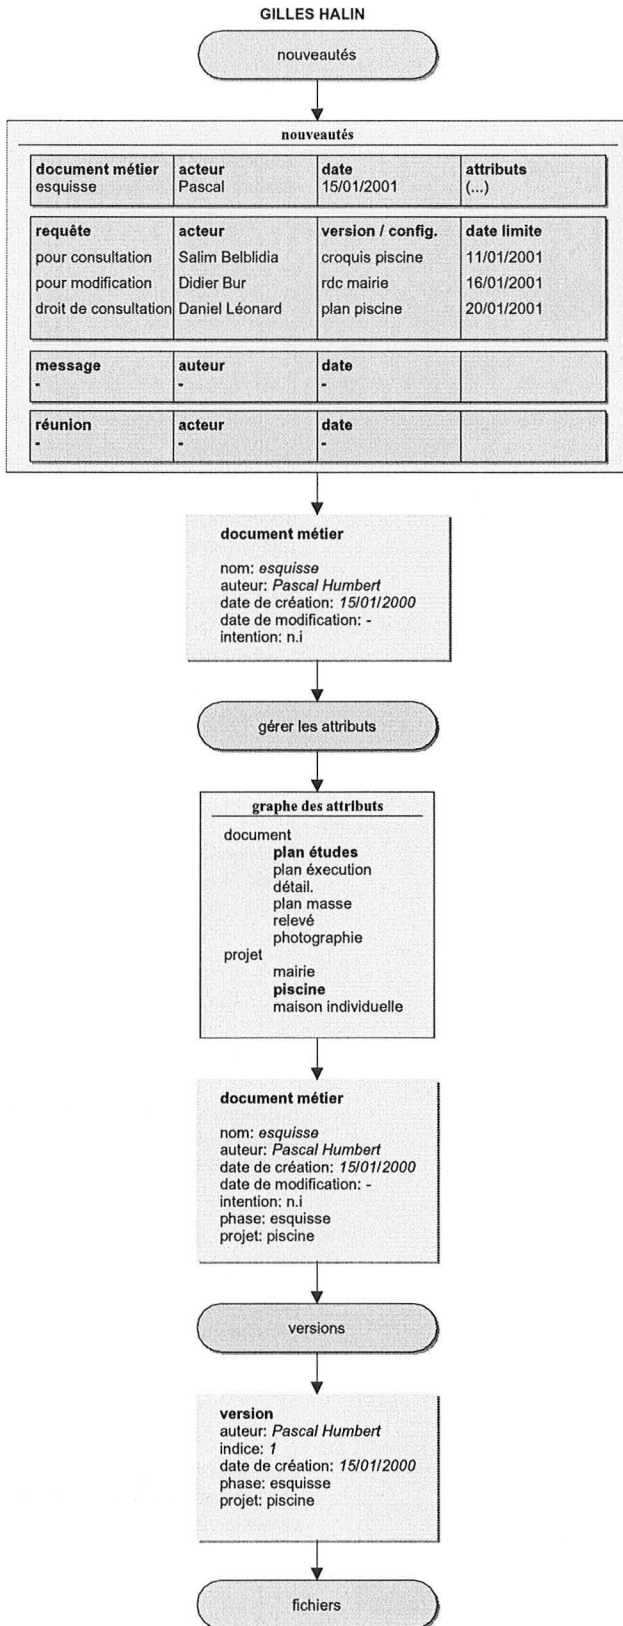 GILLES HALIN
nouveautés
nouveautés
document métier acteur date attributs
esquisse Pascal 15/01/2001 (...)
requête acteur version / config. date limite
pour consultation Salim Belblidia croquis piscine 11/01/2001
pour modification Didier Bur rdc mairie 16/01/2001
droit de consultation Daniel Léonard plan piscine 20/01/2001
message auteur date
- - -
réunion acteur date
- - -
document métier
nom: esquisse
auteur: Pascal Humbert
date de création: 15/01/2000
date de modification: -
intention: n.i
gérer les attributs
graphe des attributs
document
plan études
plan éxecution
détail.
plan masse
relevé
photographie
projet
mairie
piscine
maison individuelle
document métier
nom: esquisse
auteur: Pascal Humbert
date de création: 15/01/2000
date de modification: -
intention: n.i
phase: esquisse
projet: piscine
versions
version
auteur: Pascal Humbert
indice: 1
date de création: 15/01/2000
phase: esquisse
projet: piscine
fichiers